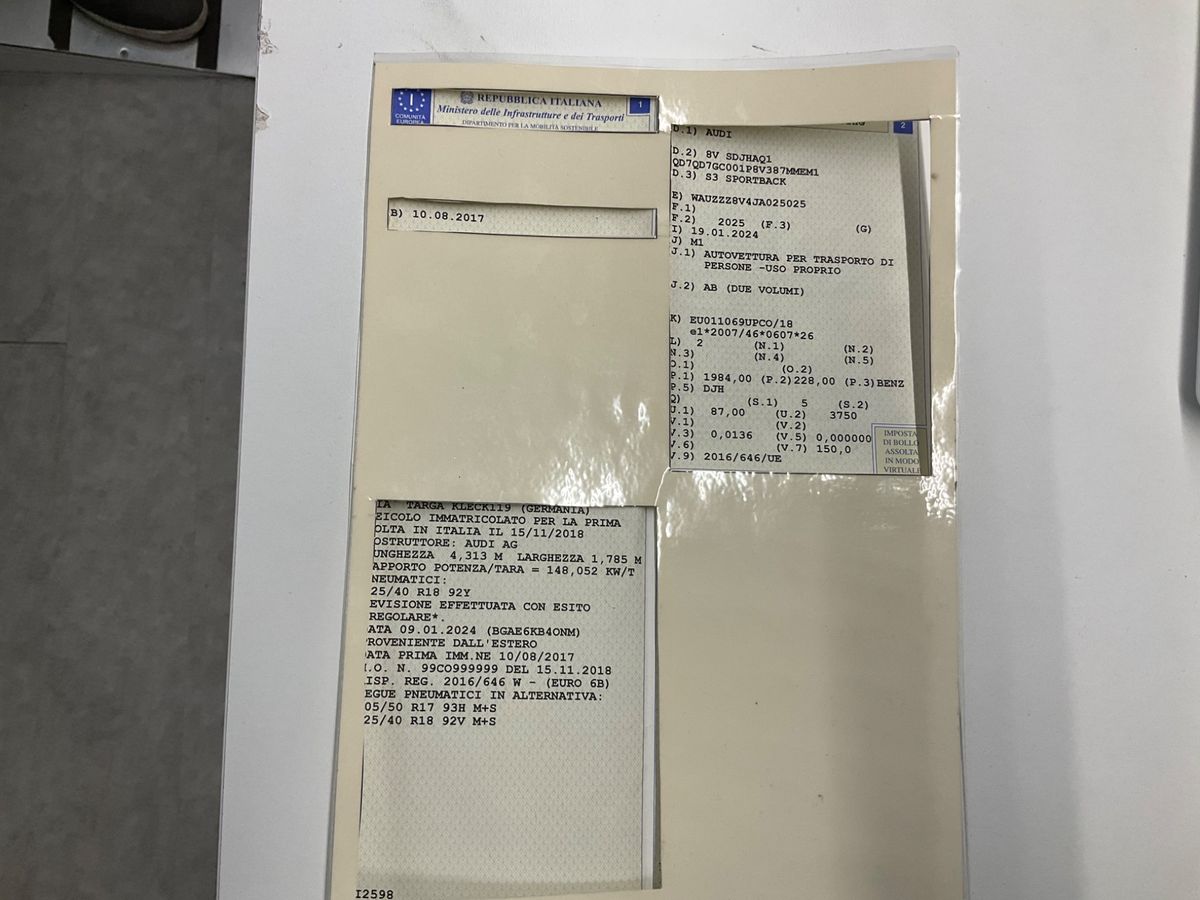 COMUNITÀ
EUROPEA
I
REPUBBLICA ITALIANA
Ministero delle Infrastrutture e dei Trasporti
DIPARTIMENTO PER LA MOBILITÀ SOSTENIBILE
1
B) 10.08.2017
2
D.1) AUDI
D.2) 8V SDJHAQ1
QD7QD7GC001P8V387MMEM1
D.3) S3 SPORTBACK
E) WAUZZZ8V4JA025025
F.1)
F.2) 2025 (F.3) (G)
I) 19.01.2024
J) M1
J.1) AUTOVETTURA PER TRASPORTO DI
PERSONE -USO PROPRIO
J.2) AB (DUE VOLUMI)
K) EU011069UPCO/18
e1*2007/46*0607*26
L) 2 (N.1) (N.2)
N.3) (N.4) (N.5)
O.1) (O.2)
P.1) 1984,00 (P.2)228,00 (P.3)BENZ
P.5) DJH
Q) (S.1) 5 (S.2)
U.1) 87,00 (U.2) 3750
V.1) (V.2)
V.3) 0,0136 (V.5) 0,000000
V.6) (V.7) 150,0
V.9) 2016/646/UE
IMPOSTA
DI BOLLO
ASSOLTA
IN MODO
VIRTUALE
IA TARGA KLECK119 (GERMANIA)
EICOLO IMMATRICOLATO PER LA PRIMA
OLTA IN ITALIA IL 15/11/2018
OSTRUTTORE: AUDI AG
UNGHEZZA 4,313 M LARGHEZZA 1,785 M
APPORTO POTENZA/TARA = 148,052 KW/T
NEUMATICI:
25/40 R18 92Y
EVISIONE EFFETTUATA CON ESITO
REGOLARE*.
ATA 09.01.2024 (BGAE6KB4ONM)
ROVENIENTE DALL'ESTERO
ATA PRIMA IMM.NE 10/08/2017
.O. N. 99CO999999 DEL 15.11.2018
ISP. REG. 2016/646 W - (EURO 6B)
EGUE PNEUMATICI IN ALTERNATIVA:
05/50 R17 93H M+S
25/40 R18 92V M+S
I2598